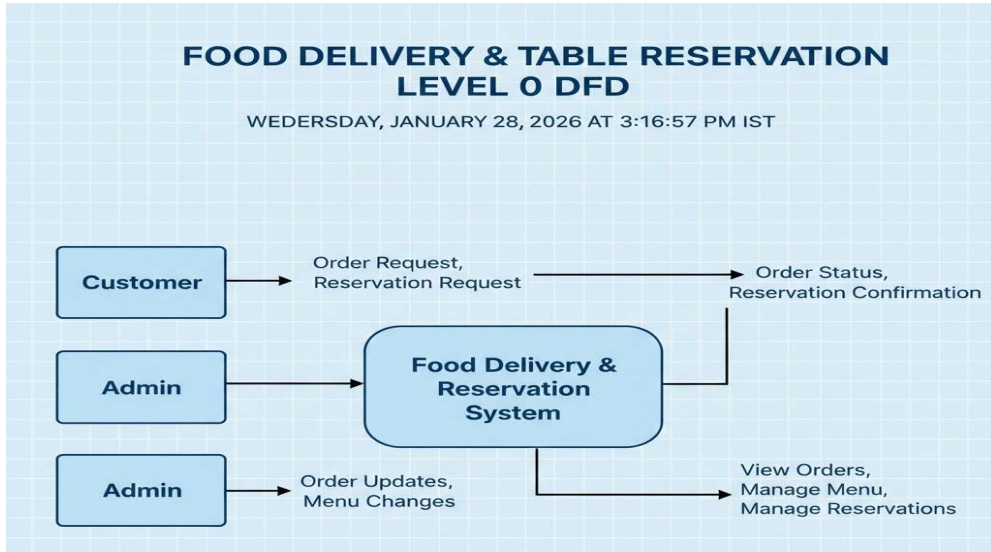 FOOD DELIVERY & TABLE RESERVATION
LEVEL 0 DFD
WEDERSDAY, JANUARY 28, 2026 AT 3:16:57 PM IST
Customer
Order Request,
Reservation Request
Order Status,
Reservation Confirmation
Admin
Food Delivery &
Reservation
System
Admin
Order Updates,
Menu Changes
View Orders,
Manage Menu,
Manage Reservations